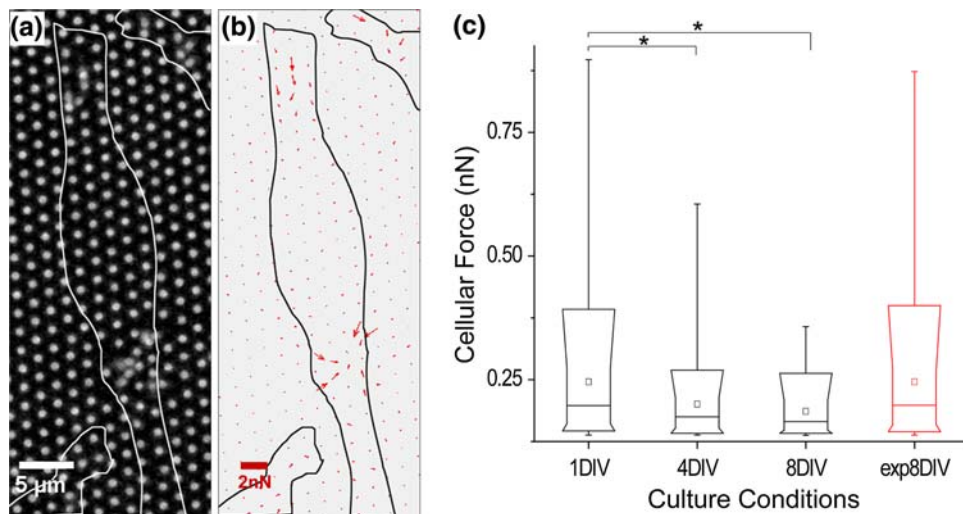 (a)
5 µm
(b)
2nN
(c)
*
*
Cellular Force (nN)
0.75
0.50
0.25
1DIV 4DIV 8DIV exp8DIV
Culture Conditions